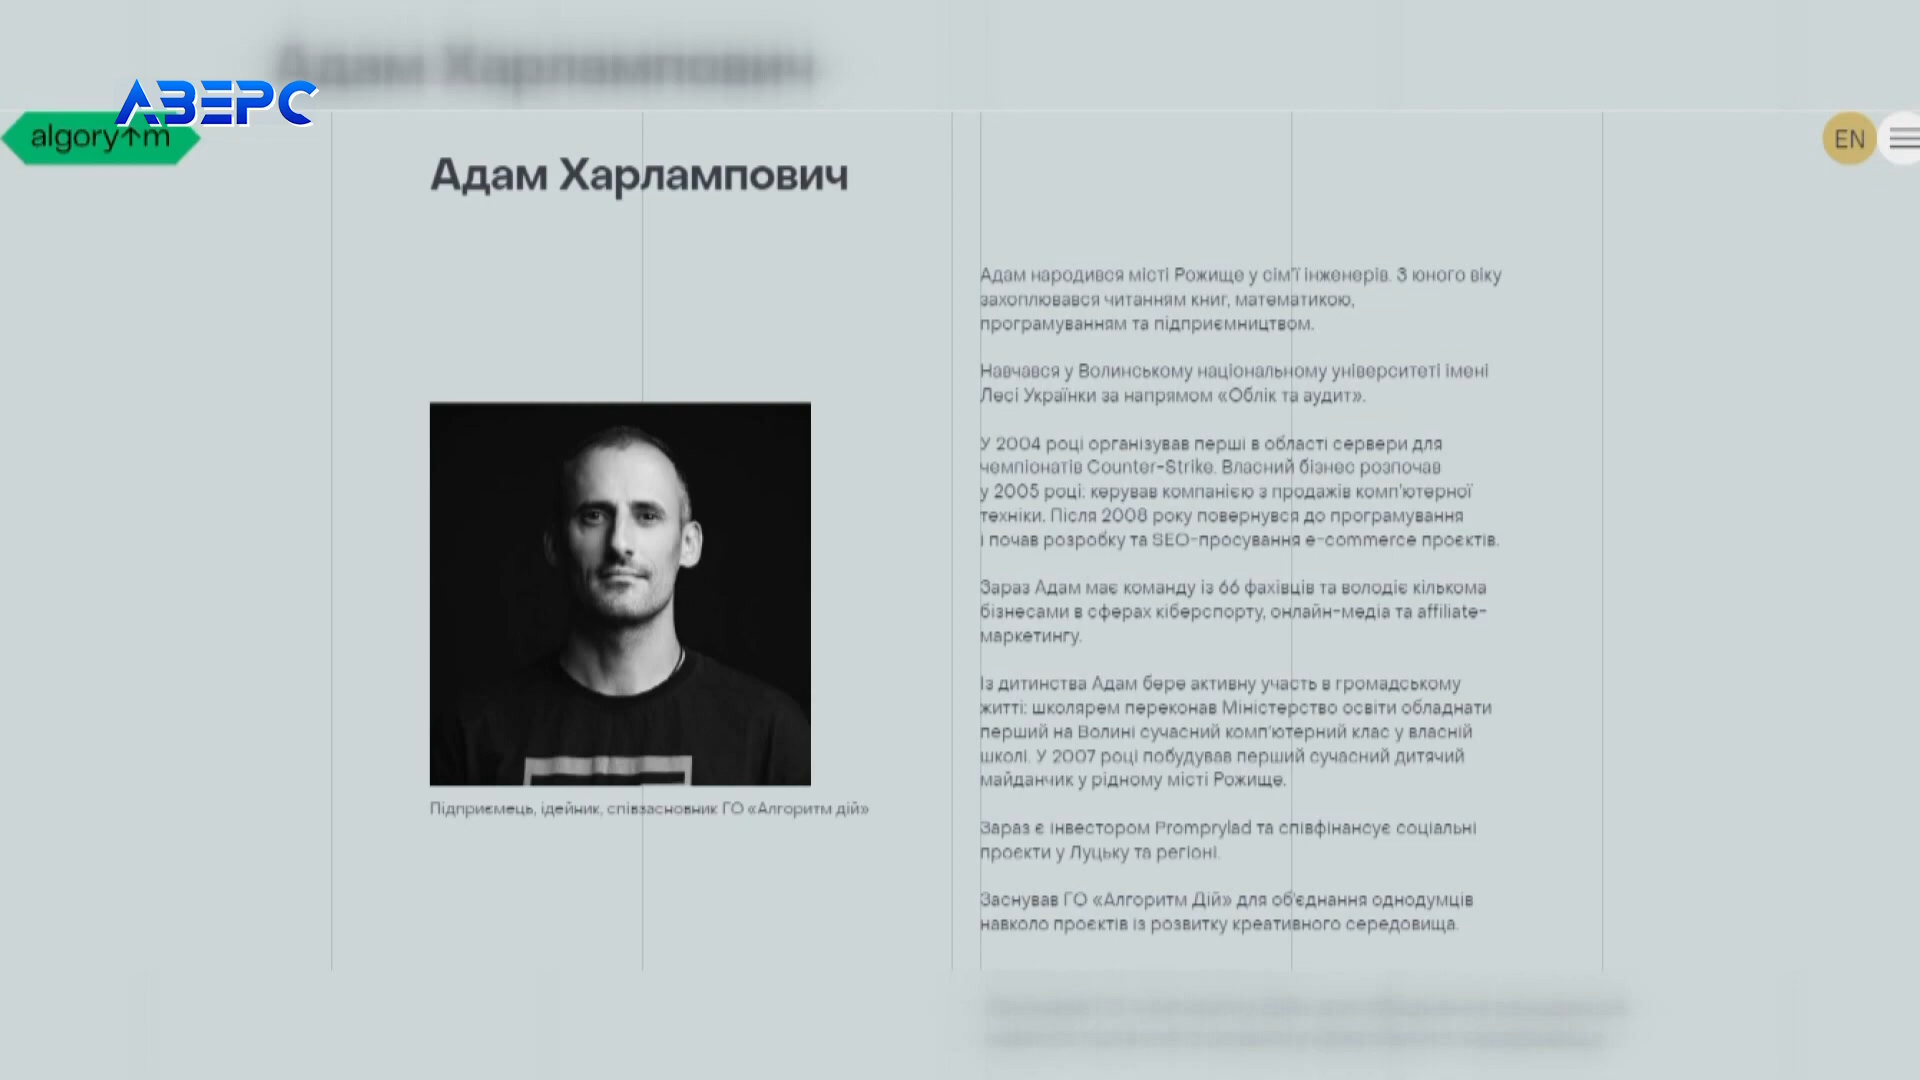 Адам Харлампович
АВЕРС
algory↑m
EN
Адам Харлампович
Адам народився місті Рожище у сім'ї інженерів. З юного віку
захоплювався читанням книг, математикою,
програмуванням та підприємництвом.
Навчався у Волинському національному університеті імені
Лесі Українки за напрямом «Облік та аудит».
У 2004 році організував перші в області сервери для
чемпіонатів Counter-Strike. Власний бізнес розпочав
у 2005 році: керував компанією з продажів комп'ютерної
техніки. Після 2008 року повернувся до програмування
і почав розробку та SEO-просування e-commerce проєктів.
Зараз Адам має команду із 66 фахівців та володіє кількома
бізнесами в сферах кіберспорту, онлайн-медіа та affiliate-
маркетингу.
Із дитинства Адам бере активну участь в громадському
житті: школярем переконав Міністерство освіти обладнати
перший на Волині сучасний комп'ютерний клас у власній
школі. У 2007 році побудував перший сучасний дитячий
майданчик у рідному місті Рожище.
Зараз є інвестором Promprylad та співфінансує соціальні
проєкти у Луцьку та регіоні.
Заснував ГО «Алгоритм Дій» для об'єднання однодумців
навколо проєктів із розвитку креативного середовища.
Підприємець, ідейник, співзасновник ГО «Алгоритм дій»